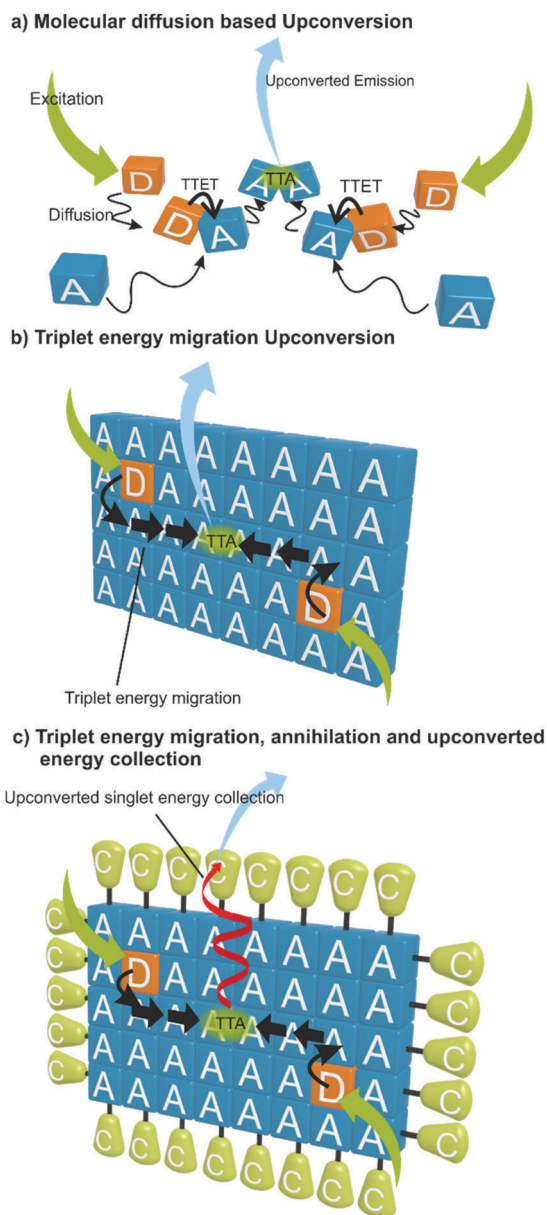 a) Molecular diffusion based Upconversion
Upconverted Emission
Excitation
D TTET A TTA A TTET D
Diffusion D A A D
A A
b) Triplet energy migration Upconversion
A A A A A A A A
A D A A A A A A
A A A A TTA A A A A
A A A A A A D A
A A A A A A A A
Triplet energy migration
c) Triplet energy migration, annihilation and upconverted
energy collection
Upconverted singlet energy collection
C C C C C C C C
C A A A A A A A A C
C A D A A A A A A C
C A A A A TTA A A A A C
C A A A A A A D A C
C A A A A A A A A C
C C C C C C C C